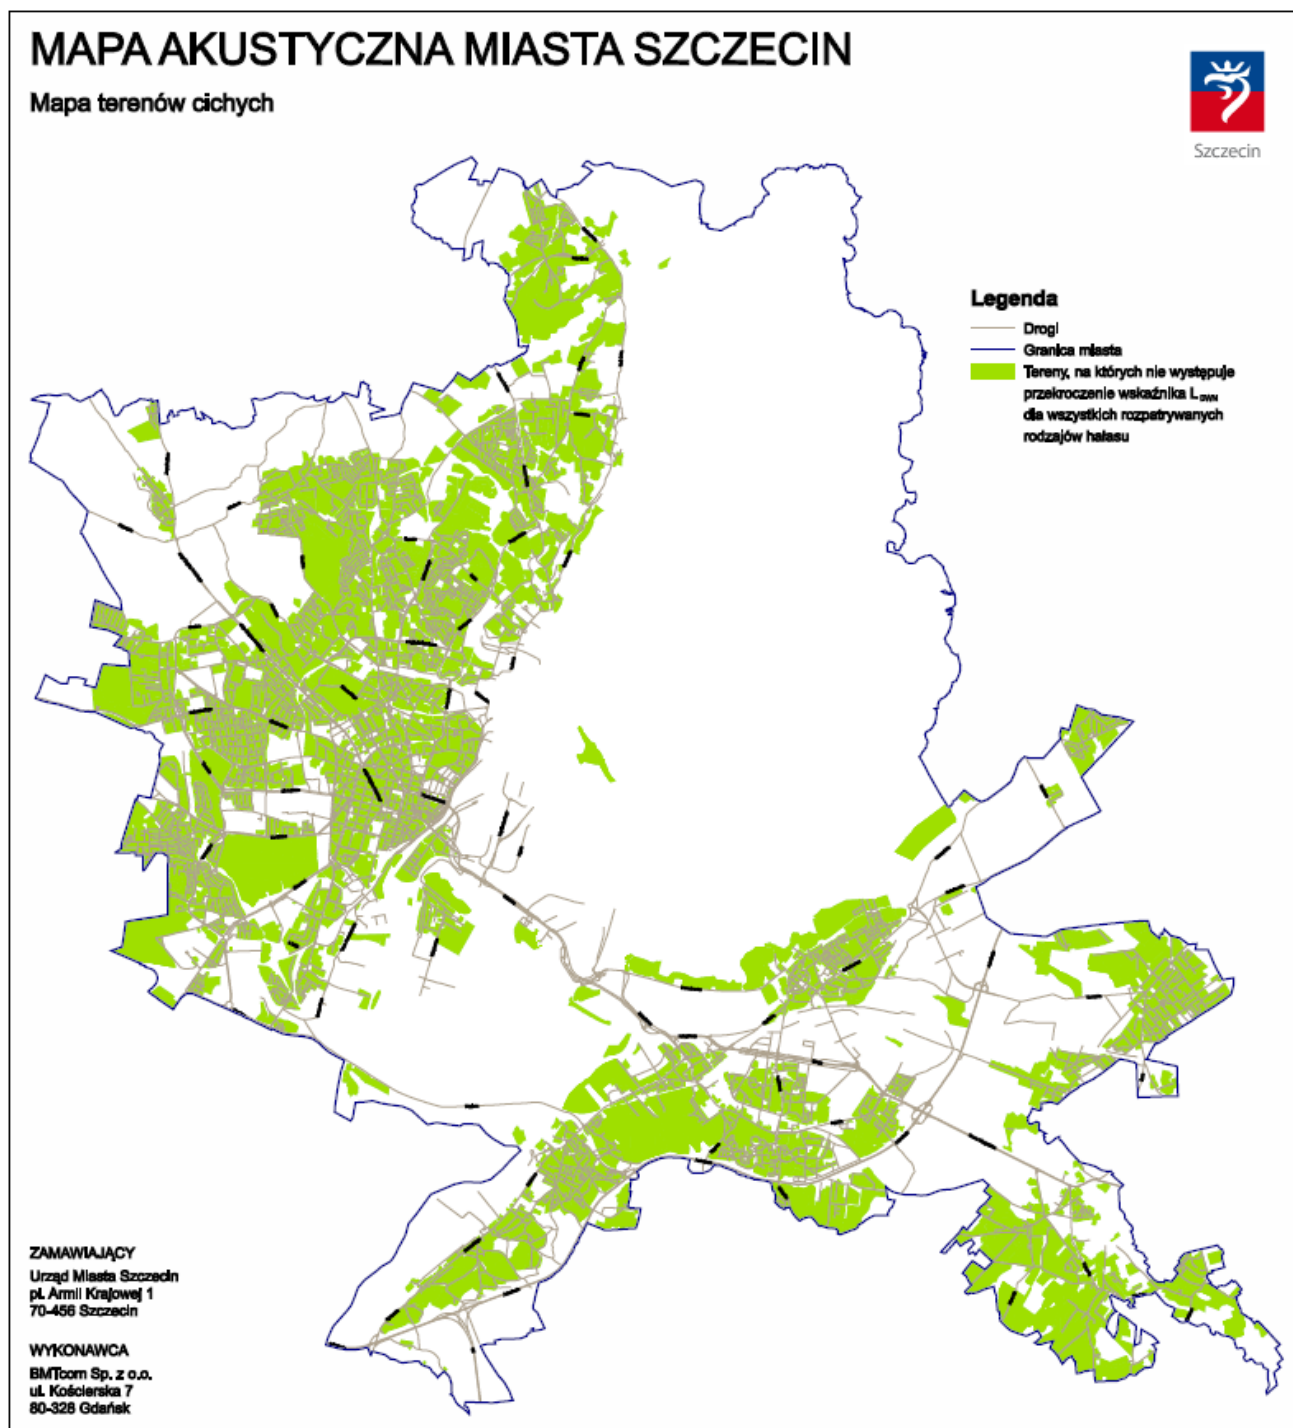 MAPA AKUSTYCZNA MIASTA SZCZECIN
Mapa terenów cichych
Szczecin
Legenda
Drogi
Granica miasta
Tereny, na których nie występuje
przekroczenie wskaźnika L DWN
dla wszystkich rozpatrywanych
rodzajów hałasu
ZAMAWIAJĄCY
Urząd Miasta Szczecin
pl. Armii Krajowej 1
70-456 Szczecin
WYKONAWCA
BMTcom Sp. z o.o.
ul. Kościerska 7
80-328 Gdańsk